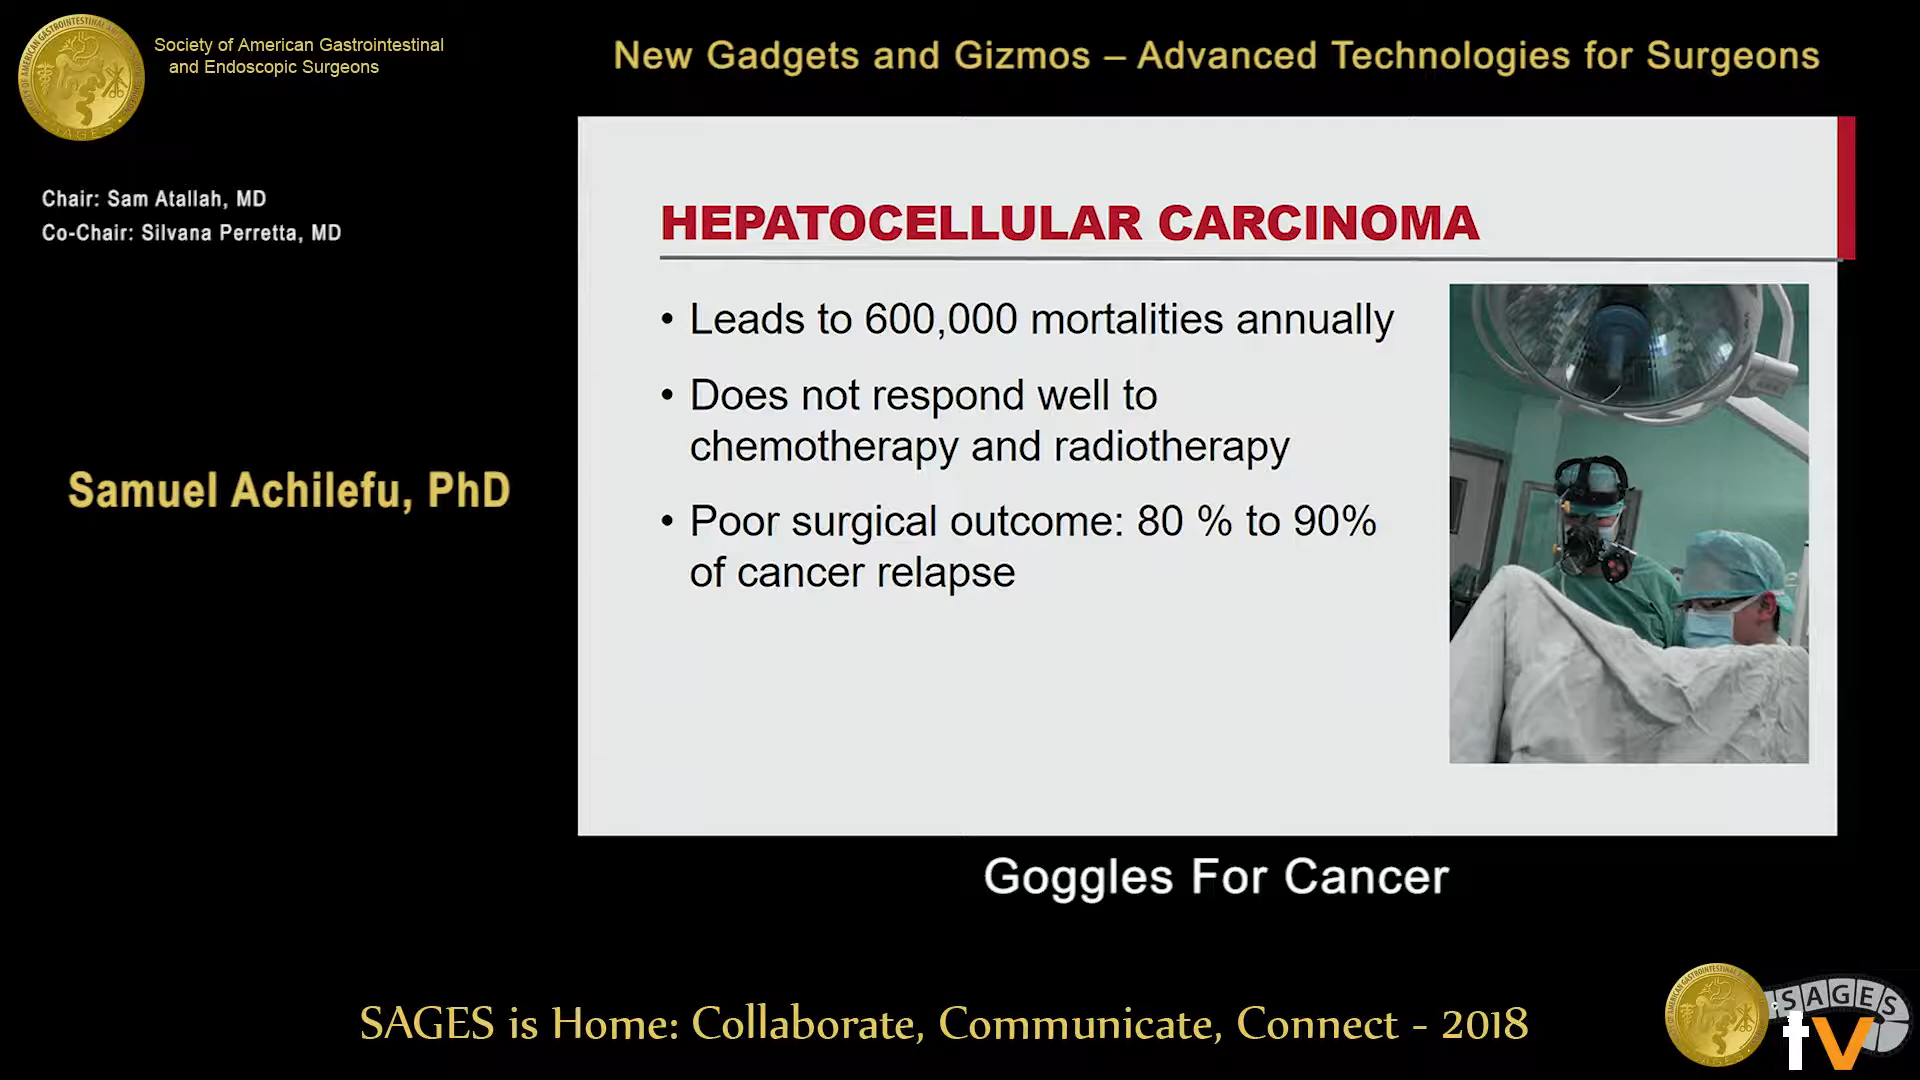 Society of American Gastrointestinal
and Endoscopic Surgeons
New Gadgets and Gizmos – Advanced Technologies for Surgeons
Chair: Sam Atallah, MD
Co-Chair: Silvana Perretta, MD
Samuel Achilefu, PhD
HEPATOCELLULAR CARCINOMA
• Leads to 600,000 mortalities annually
• Does not respond well to
chemotherapy and radiotherapy
• Poor surgical outcome: 80 % to 90%
of cancer relapse
Goggles For Cancer
SAGES is Home: Collaborate, Communicate, Connect - 2018
SAGES
tv